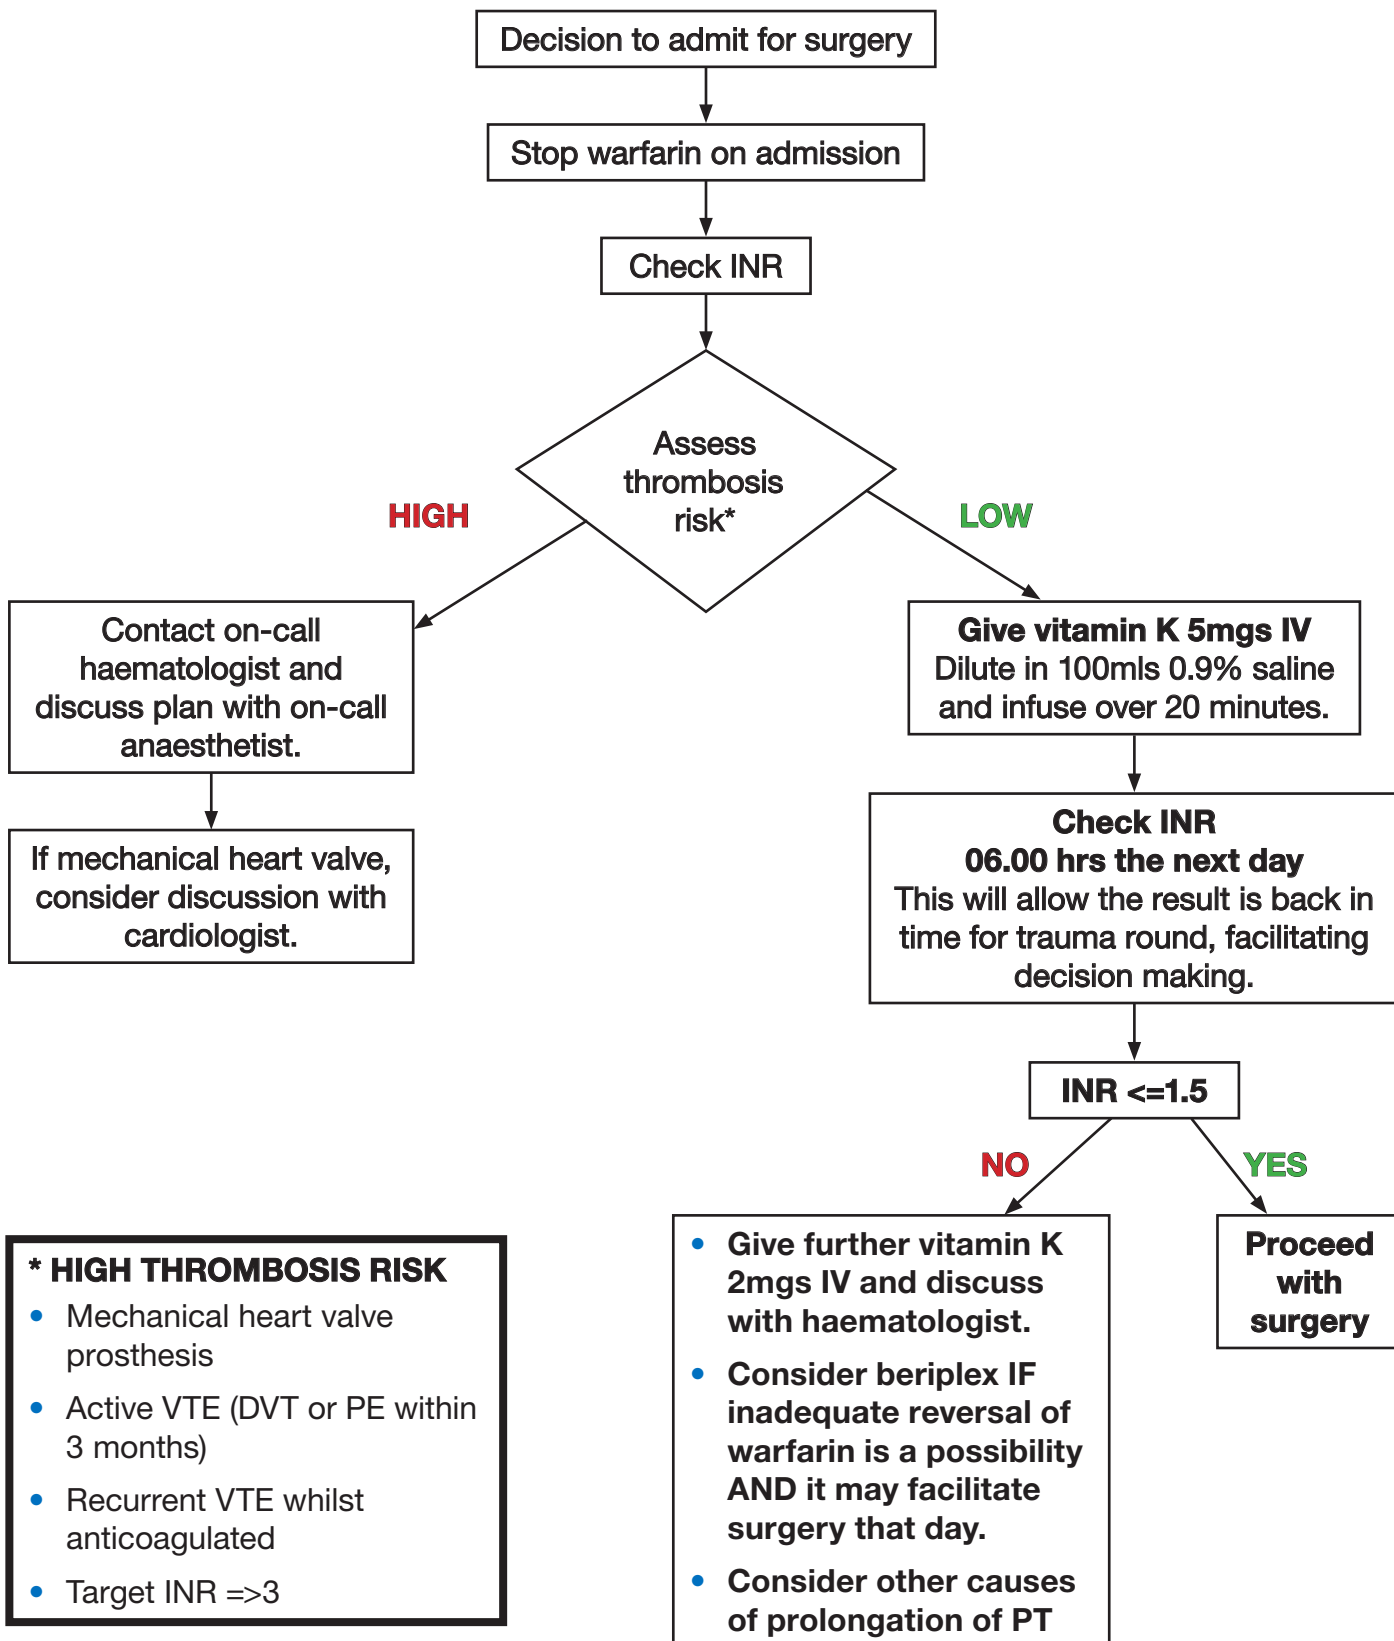 Decision to admit for surgery
Stop warfarin on admission
Check INR
Assess
thrombosis
risk*
HIGH
LOW
Contact on-call
haematologist and
discuss plan with on-call
anaesthetist.
If mechanical heart valve,
consider discussion with
cardiologist.
Give vitamin K 5mgs IV
Dilute in 100mls 0.9% saline
and infuse over 20 minutes.
Check INR
06.00 hrs the next day
This will allow the result is back in
time for trauma round, facilitating
decision making.
INR <=1.5
NO
YES
• Give further vitamin K
2mgs IV and discuss
with haematologist.
• Consider beriplex IF
inadequate reversal of
warfarin is a possibility
AND it may facilitate
surgery that day.
• Consider other causes
of prolongation of PT
Proceed
with
surgery
* HIGH THROMBOSIS RISK
• Mechanical heart valve
prosthesis
• Active VTE (DVT or PE within
3 months)
• Recurrent VTE whilst
anticoagulated
• Target INR =>3